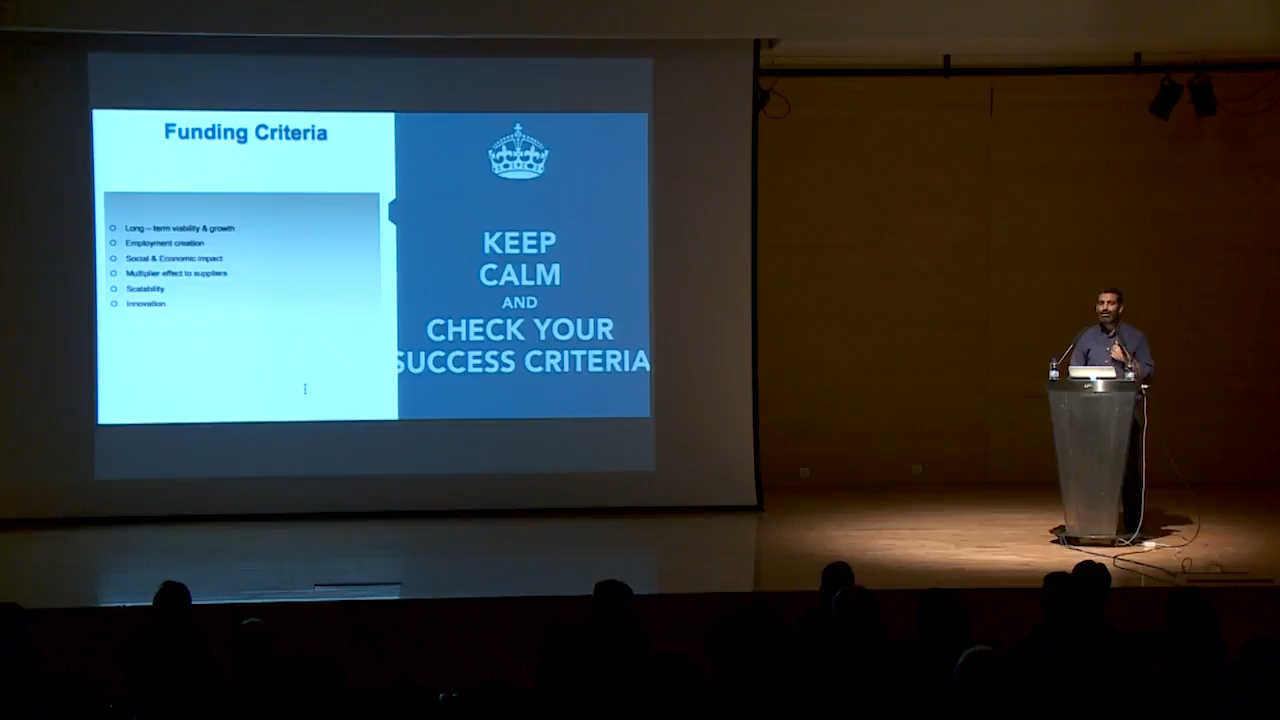 Funding Criteria
Long – term viability & growth
Employment creation
Social & Economic impact
Multiplier effect to suppliers
Scalability
Innovation
KEEP
CALM
AND
CHECK YOUR
SUCCESS CRITERIA